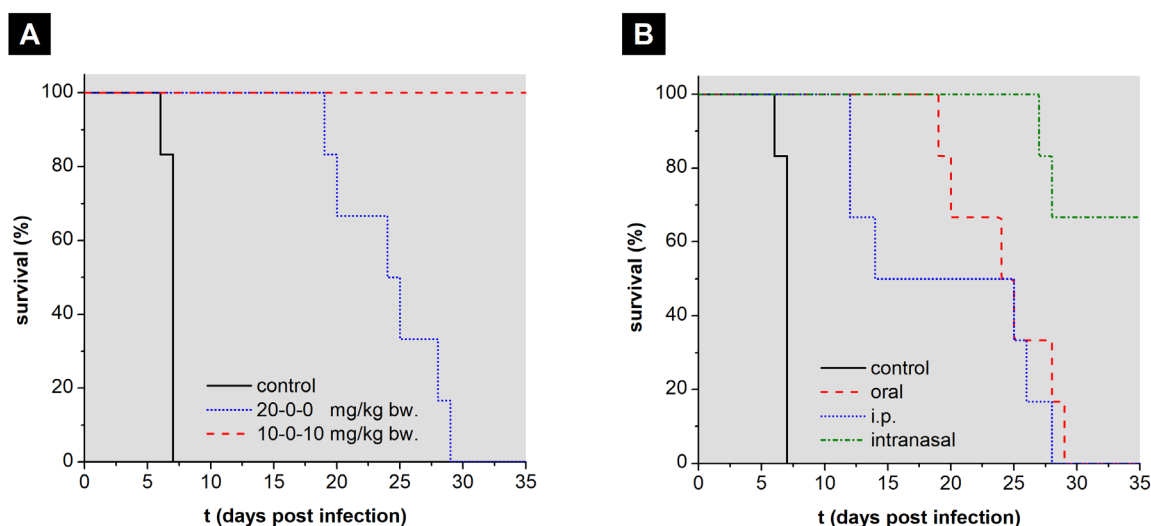 A
100
80
60
40
20
0
survival (%)
control
20-0-0 mg/kg bw.
10-0-10 mg/kg bw.
0 5 10 15 20 25 30 35
t (days post infection)
B
100
80
60
40
20
0
survival (%)
control
oral
i.p.
intranasal
0 5 10 15 20 25 30 35
t (days post infection)